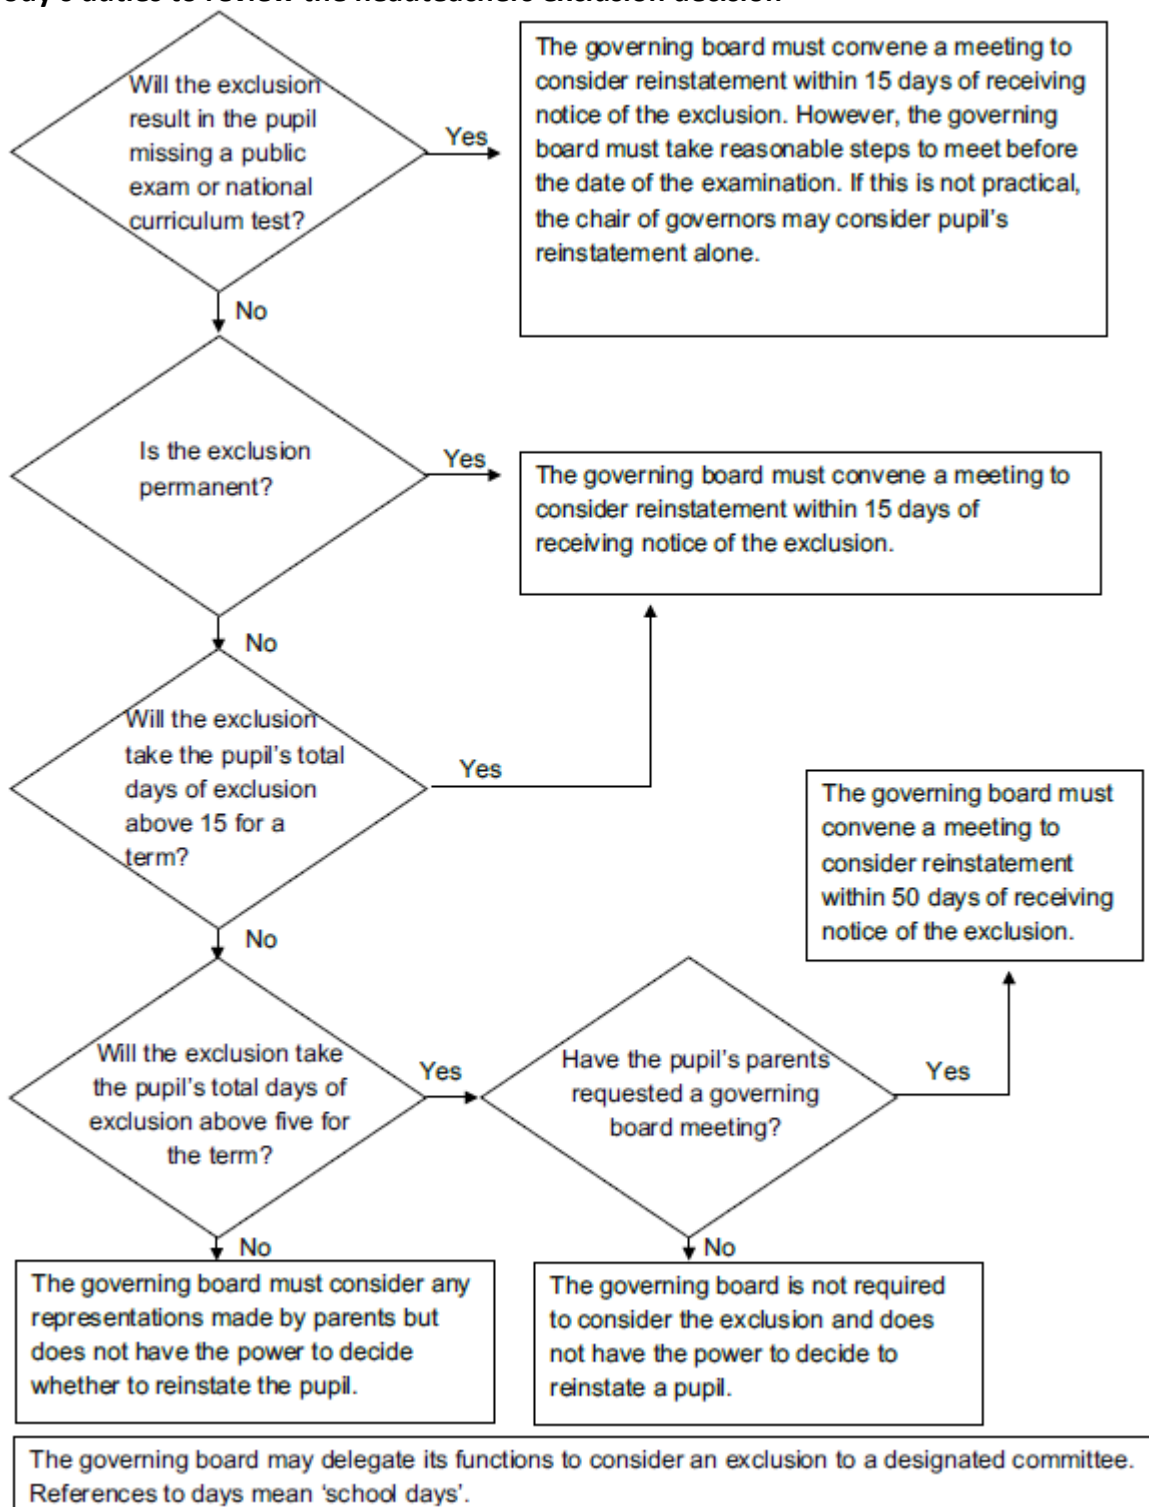 duties to review the headteacher's exclusion decision
Will the exclusion
result in the pupil
missing a public
exam or national
curriculum test?
Yes
The governing board must convene a meeting to
consider reinstatement within 15 days of receiving
notice of the exclusion. However, the governing
board must take reasonable steps to meet before
the date of the examination. If this is not practical,
the chair of governors may consider pupil's
reinstatement alone.
No
Is the exclusion
permanent?
Yes
The governing board must convene a meeting to
consider reinstatement within 15 days of
receiving notice of the exclusion.
No
Will the exclusion
take the pupil's total
days of exclusion
above 15 for a
term?
Yes
The governing board must
convene a meeting to
consider reinstatement
within 50 days of receiving
notice of the exclusion.
No
Will the exclusion take
the pupil's total days of
exclusion above five for
the term?
Yes
Have the pupil's parents
requested a governing
board meeting?
Yes
No
The governing board must consider any
representations made by parents but
does not have the power to decide
whether to reinstate the pupil.
No
The governing board is not required
to consider the exclusion and does
not have the power to decide to
reinstate a pupil.
The governing board may delegate its functions to consider an exclusion to a designated committee.
References to days mean 'school days'.